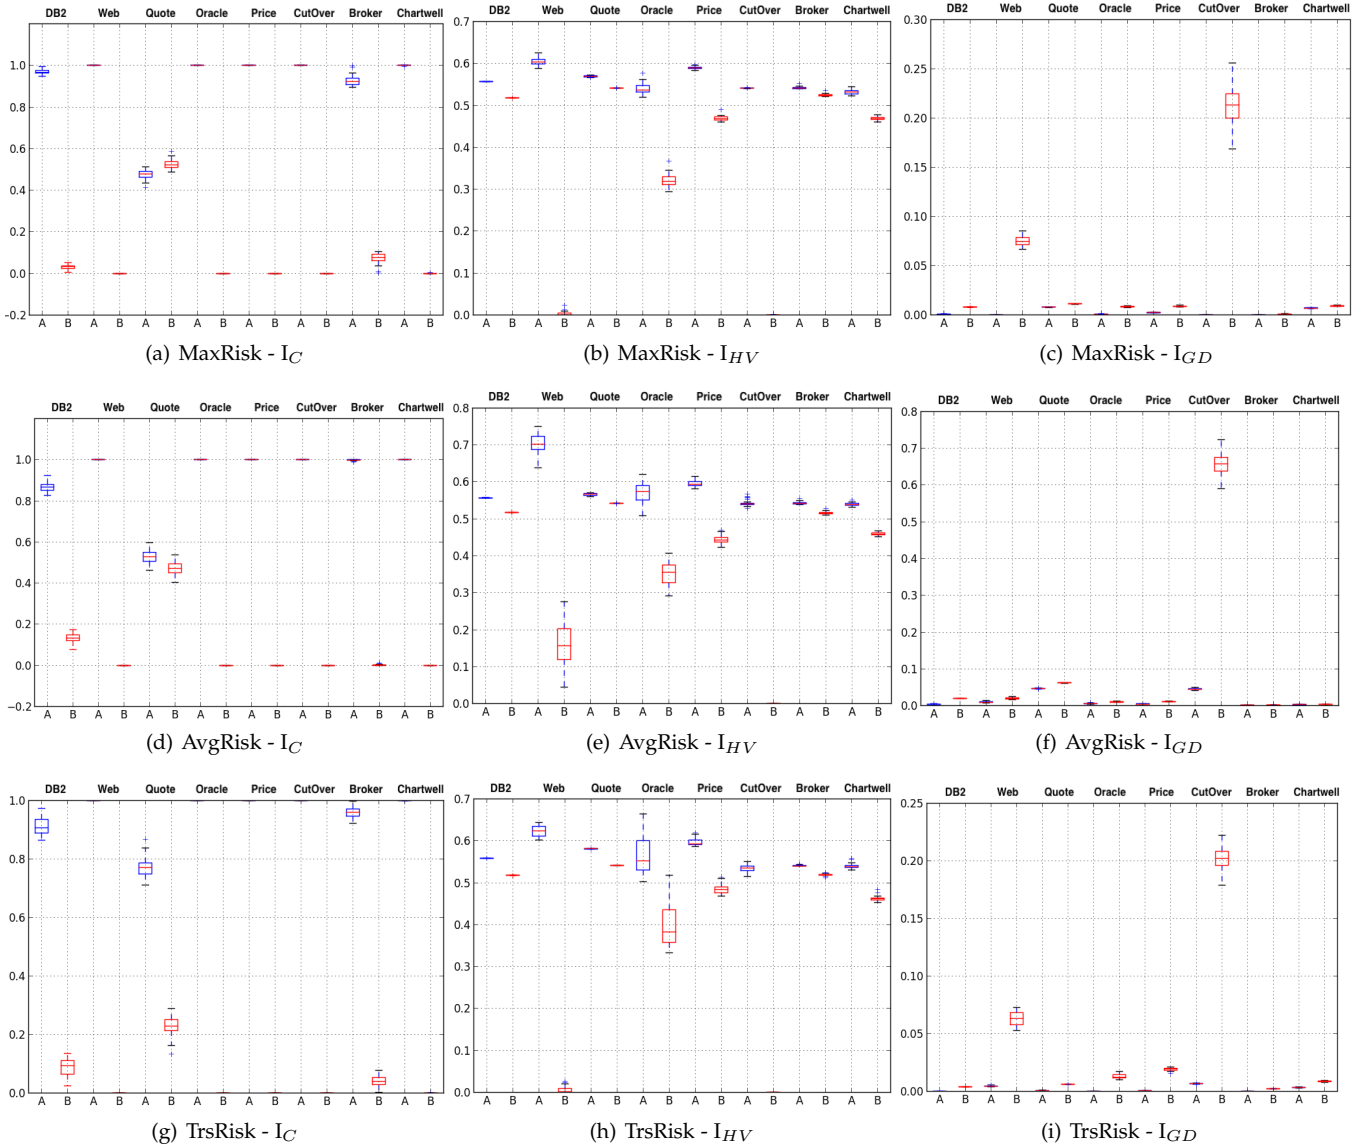 DB2 Web Quote Oracle Price CutOver Broker Chartwell
1.0
0.8
0.6
0.4
0.2
0.0
-0.2
A B A B A B A B A B A B A B A B
(a) MaxRisk - I_C
DB2 Web Quote Oracle Price CutOver Broker Chartwell
0.7
0.6
0.5
0.4
0.3
0.2
0.1
0.0
A B A B A B A B A B A B A B A B
(b) MaxRisk - I_HV
DB2 Web Quote Oracle Price CutOver Broker Chartwell
0.30
0.25
0.20
0.15
0.10
0.05
0.00
A B A B A B A B A B A B A B A B
(c) MaxRisk - I_GD
DB2 Web Quote Oracle Price CutOver Broker Chartwell
1.0
0.8
0.6
0.4
0.2
0.0
-0.2
A B A B A B A B A B A B A B A B
(d) AvgRisk - I_C
DB2 Web Quote Oracle Price CutOver Broker Chartwell
0.8
0.7
0.6
0.5
0.4
0.3
0.2
0.1
0.0
A B A B A B A B A B A B A B A B
(e) AvgRisk - I_HV
DB2 Web Quote Oracle Price CutOver Broker Chartwell
0.8
0.7
0.6
0.5
0.4
0.3
0.2
0.1
0.0
A B A B A B A B A B A B A B A B
(f) AvgRisk - I_GD
DB2 Web Quote Oracle Price CutOver Broker Chartwell
1.0
0.8
0.6
0.4
0.2
0.0
A B A B A B A B A B A B A B A B
(g) TrsRisk - I_C
DB2 Web Quote Oracle Price CutOver Broker Chartwell
0.7
0.6
0.5
0.4
0.3
0.2
0.1
0.0
A B A B A B A B A B A B A B A B
(h) TrsRisk - I_HV
DB2 Web Quote Oracle Price CutOver Broker Chartwell
0.25
0.20
0.15
0.10
0.05
0.00
A B A B A B A B A B A B A B A B
(i) TrsRisk - I_GD